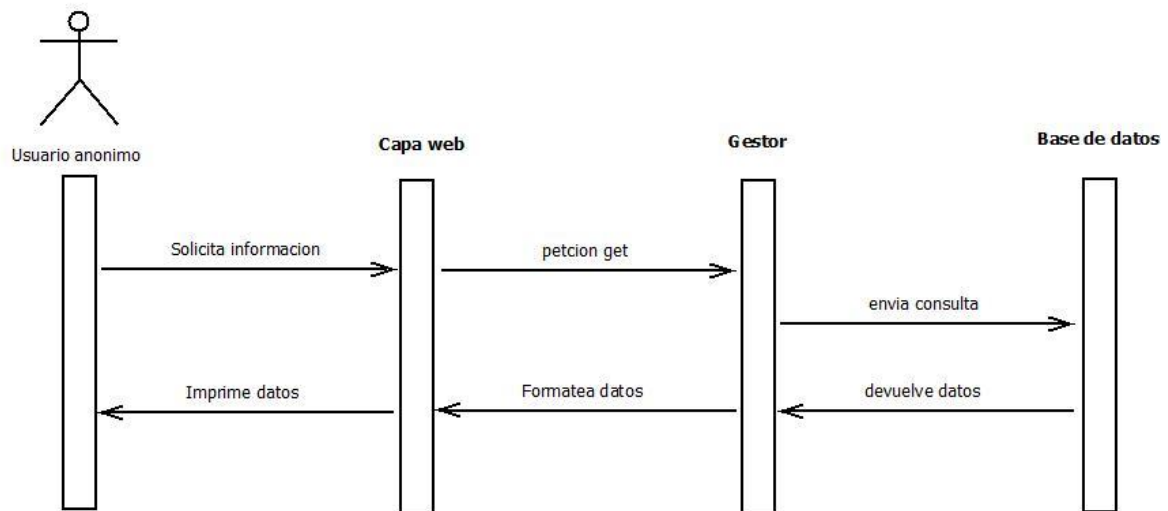 Usuario anonimo
Capa web
Gestor
Base de datos
Solicita informacion
petcion get
envia consulta
Imprime datos
Formatea datos
devuelve datos